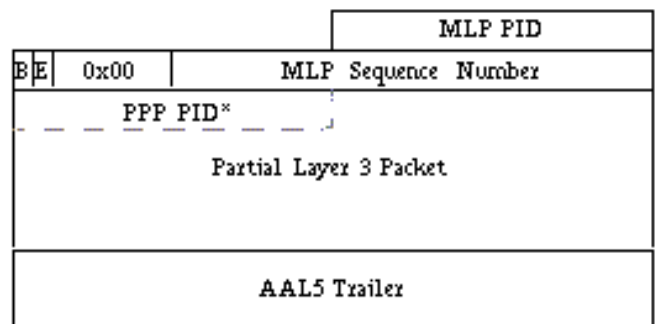 MLP PID
B E 0x00 MLP Sequence Number
PPP PID*
Partial Layer 3 Packet
AAL5 Trailer